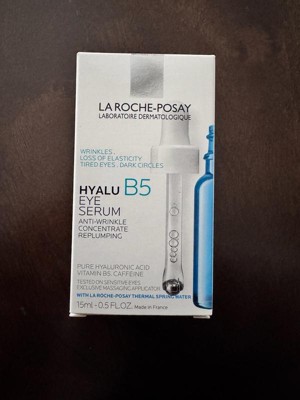 LA ROCHE-POSAY
LABORATOIRE DERMATOLOGIQUE
WRINKLES .
LOSS OF ELASTICITY
TIRED EYES . DARK CIRCLES
HYALU B5
EYE
SERUM
ANTI-WRINKLE
CONCENTRATE
REPLUMPING
PURE HYALURONIC ACID
VITAMIN B5. CAFFEINE
TESTED ON SENSITIVE EYES
EXCLUSIVE MASSAGING APPLICATOR
WITH LA ROCHE-POSAY THERMAL SPRING WATER
15ml - 0.5 FL.OZ. Made in France